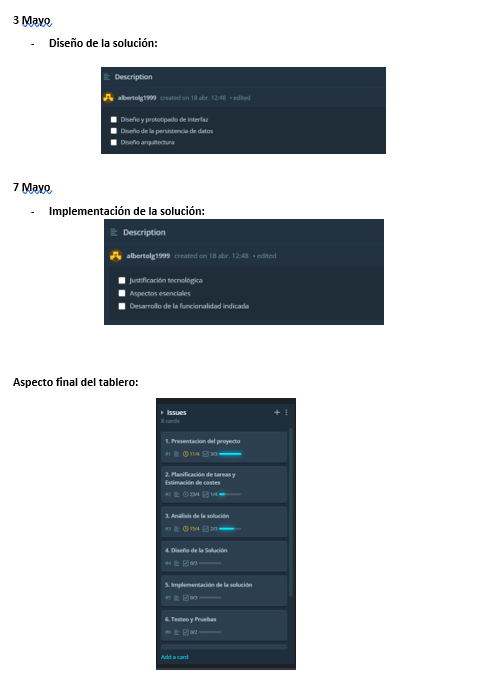 3 Mayo
- Diseño de la solución:
Description
albertolg1999 created on 18 abr. 12:48 • edited
Diseño y prototipado de interfaz
Diseño de la persistencia de datos
Diseño arquitectura
7 Mayo
- Implementación de la solución:
Description
albertolg1999 created on 18 abr. 12:48 • edited
Justificación tecnológica
Aspectos esenciales
Desarrollo de la funcionalidad indicada
Aspecto final del tablero:
Issues
8 cards
1. Presentacion del proyecto
#1 11/4 3/3
2. Planificación de tareas y
Estimación de costes
#2 23/4 1/4
3. Análisis de la solución
#3 15/4
4. Diseño de la Solución
#4 0/3
5. Implementación de la solución
#5 0/3
6. Testeo y Pruebas
#6 0/2
Add a card